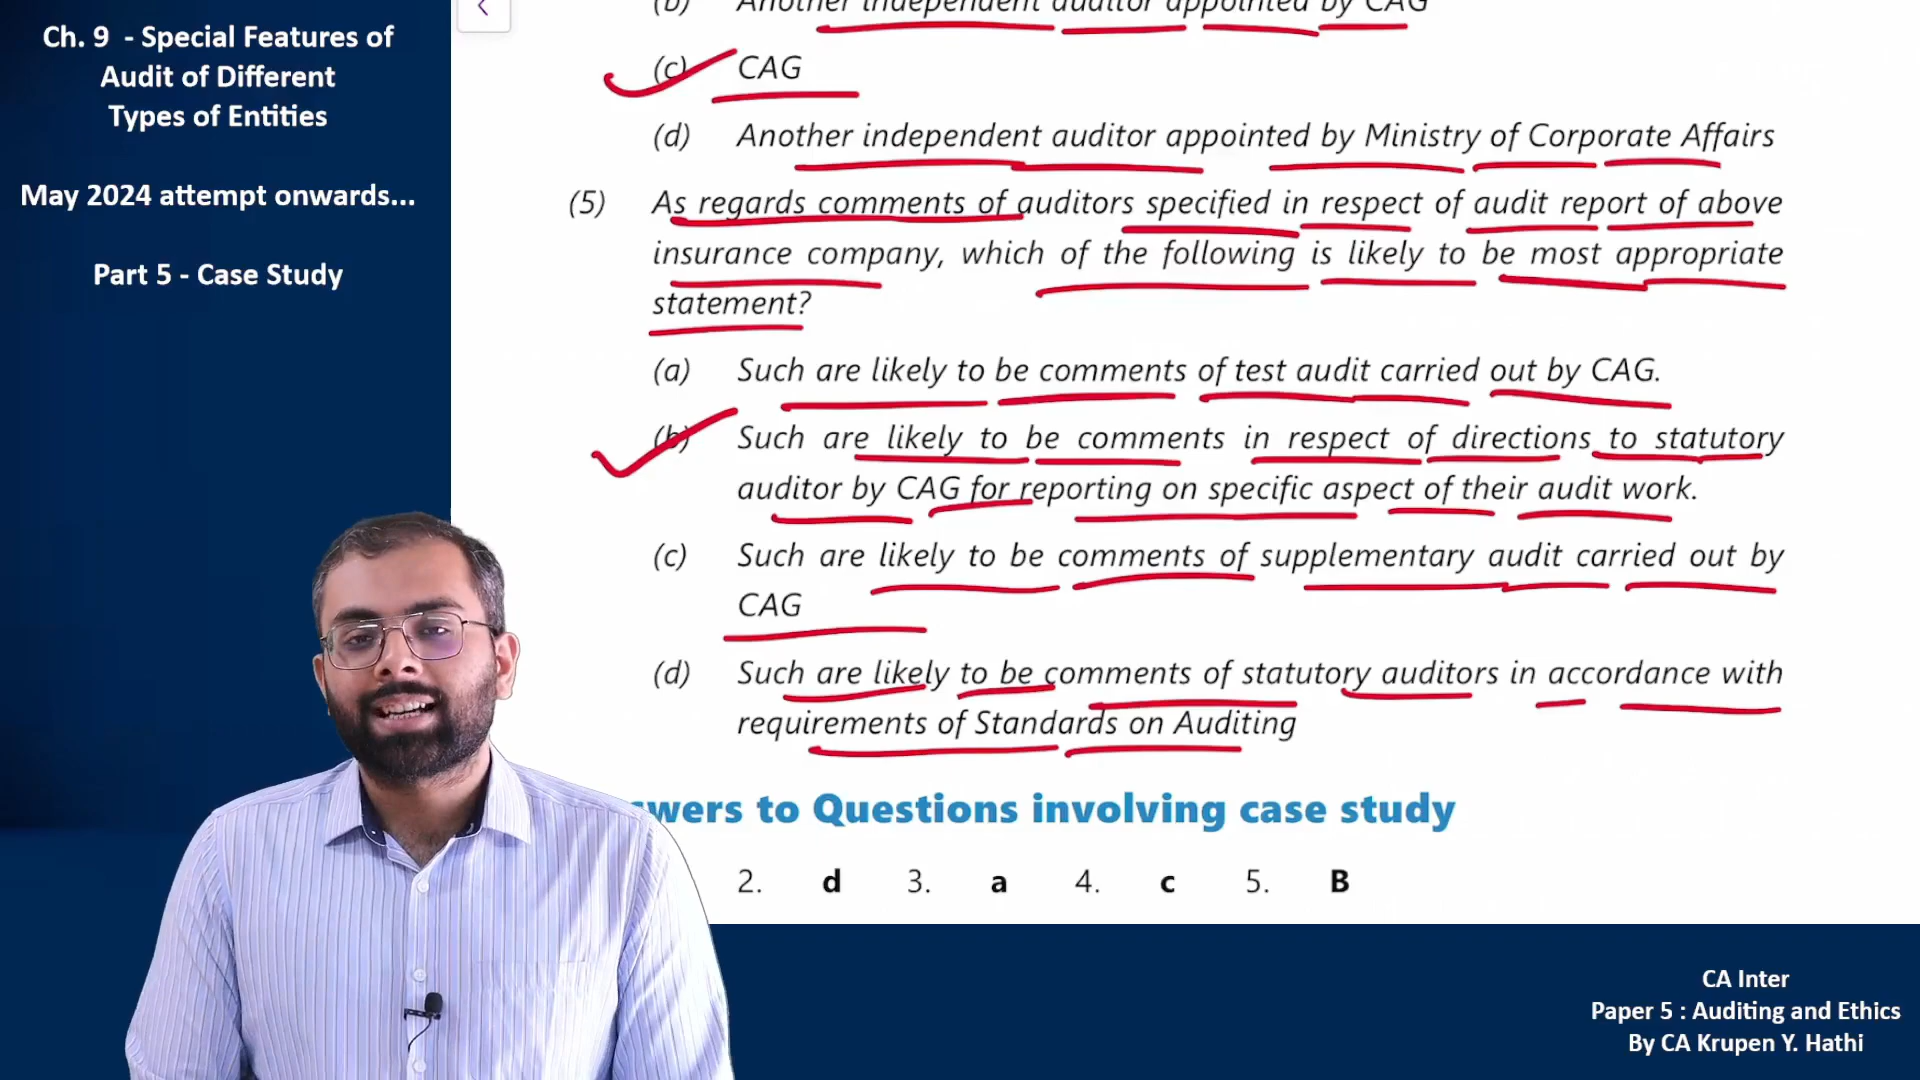 Ch. 9 - Special Features of
Audit of Different
Types of Entities
May 2024 attempt onwards...
Part 5 - Case Study
(b) Another independent auditor appointed by CAG
(c) CAG
(d) Another independent auditor appointed by Ministry of Corporate Affairs
(5) As regards comments of auditors specified in respect of audit report of above
insurance company, which of the following is likely to be most appropriate
statement?
(a) Such are likely to be comments of test audit carried out by CAG.
(b) Such are likely to be comments in respect of directions to statutory
auditor by CAG for reporting on specific aspect of their audit work.
(c) Such are likely to be comments of supplementary audit carried out by
CAG
(d) Such are likely to be comments of statutory auditors in accordance with
requirements of Standards on Auditing
swers to Questions involving case study
2. d 3. a 4. c 5. B
CA Inter
Paper 5 : Auditing and Ethics
By CA Krupen Y. Hathi